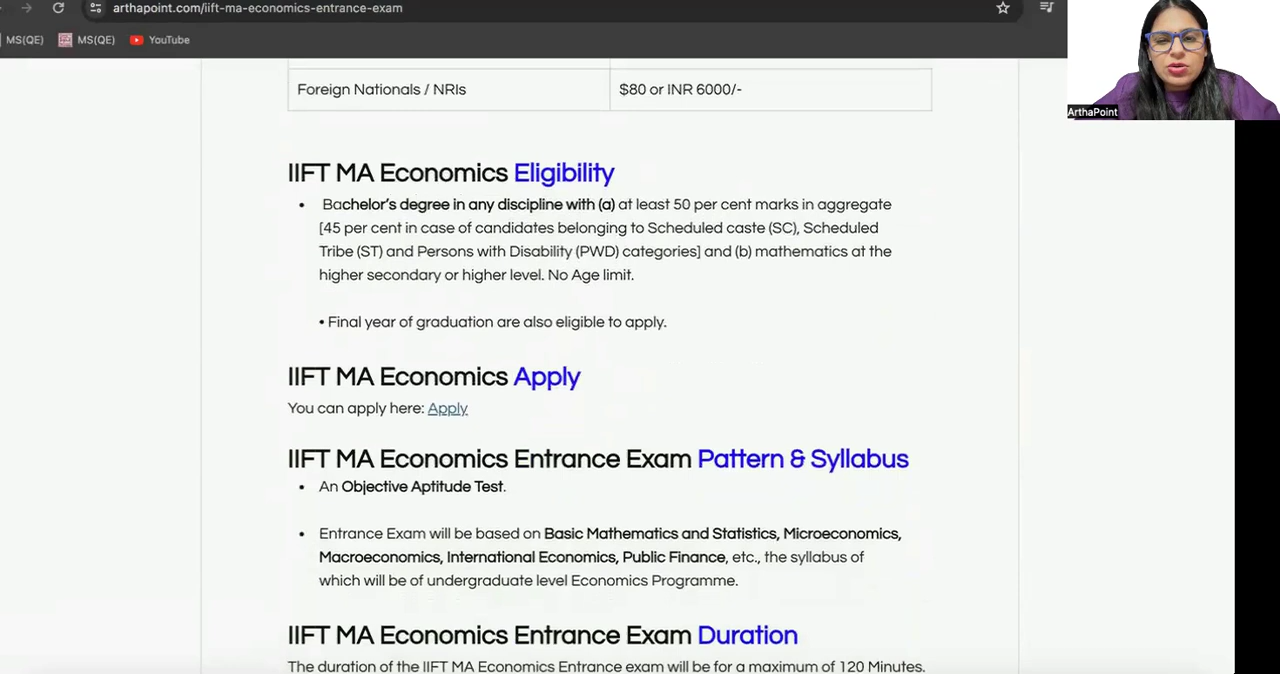 arthapoint.com/iift-ma-economics-entrance-exam
MS(QE) MS(QE) YouTube
ArthaPoint
Foreign Nationals / NRIs $80 or INR 6000/-
IIFT MA Economics Eligibility
• Bachelor's degree in any discipline with (a) at least 50 per cent marks in aggregate
[45 per cent in case of candidates belonging to Scheduled caste (SC), Scheduled
Tribe (ST) and Persons with Disability (PWD) categories] and (b) mathematics at the
higher secondary or higher level. No Age limit.
• Final year of graduation are also eligible to apply.
IIFT MA Economics Apply
You can apply here: Apply
IIFT MA Economics Entrance Exam Pattern & Syllabus
• An Objective Aptitude Test.
• Entrance Exam will be based on Basic Mathematics and Statistics, Microeconomics,
Macroeconomics, International Economics, Public Finance, etc., the syllabus of
which will be of undergraduate level Economics Programme.
IIFT MA Economics Entrance Exam Duration
The duration of the IIFT MA Economics Entrance exam will be for a maximum of 120 Minutes.